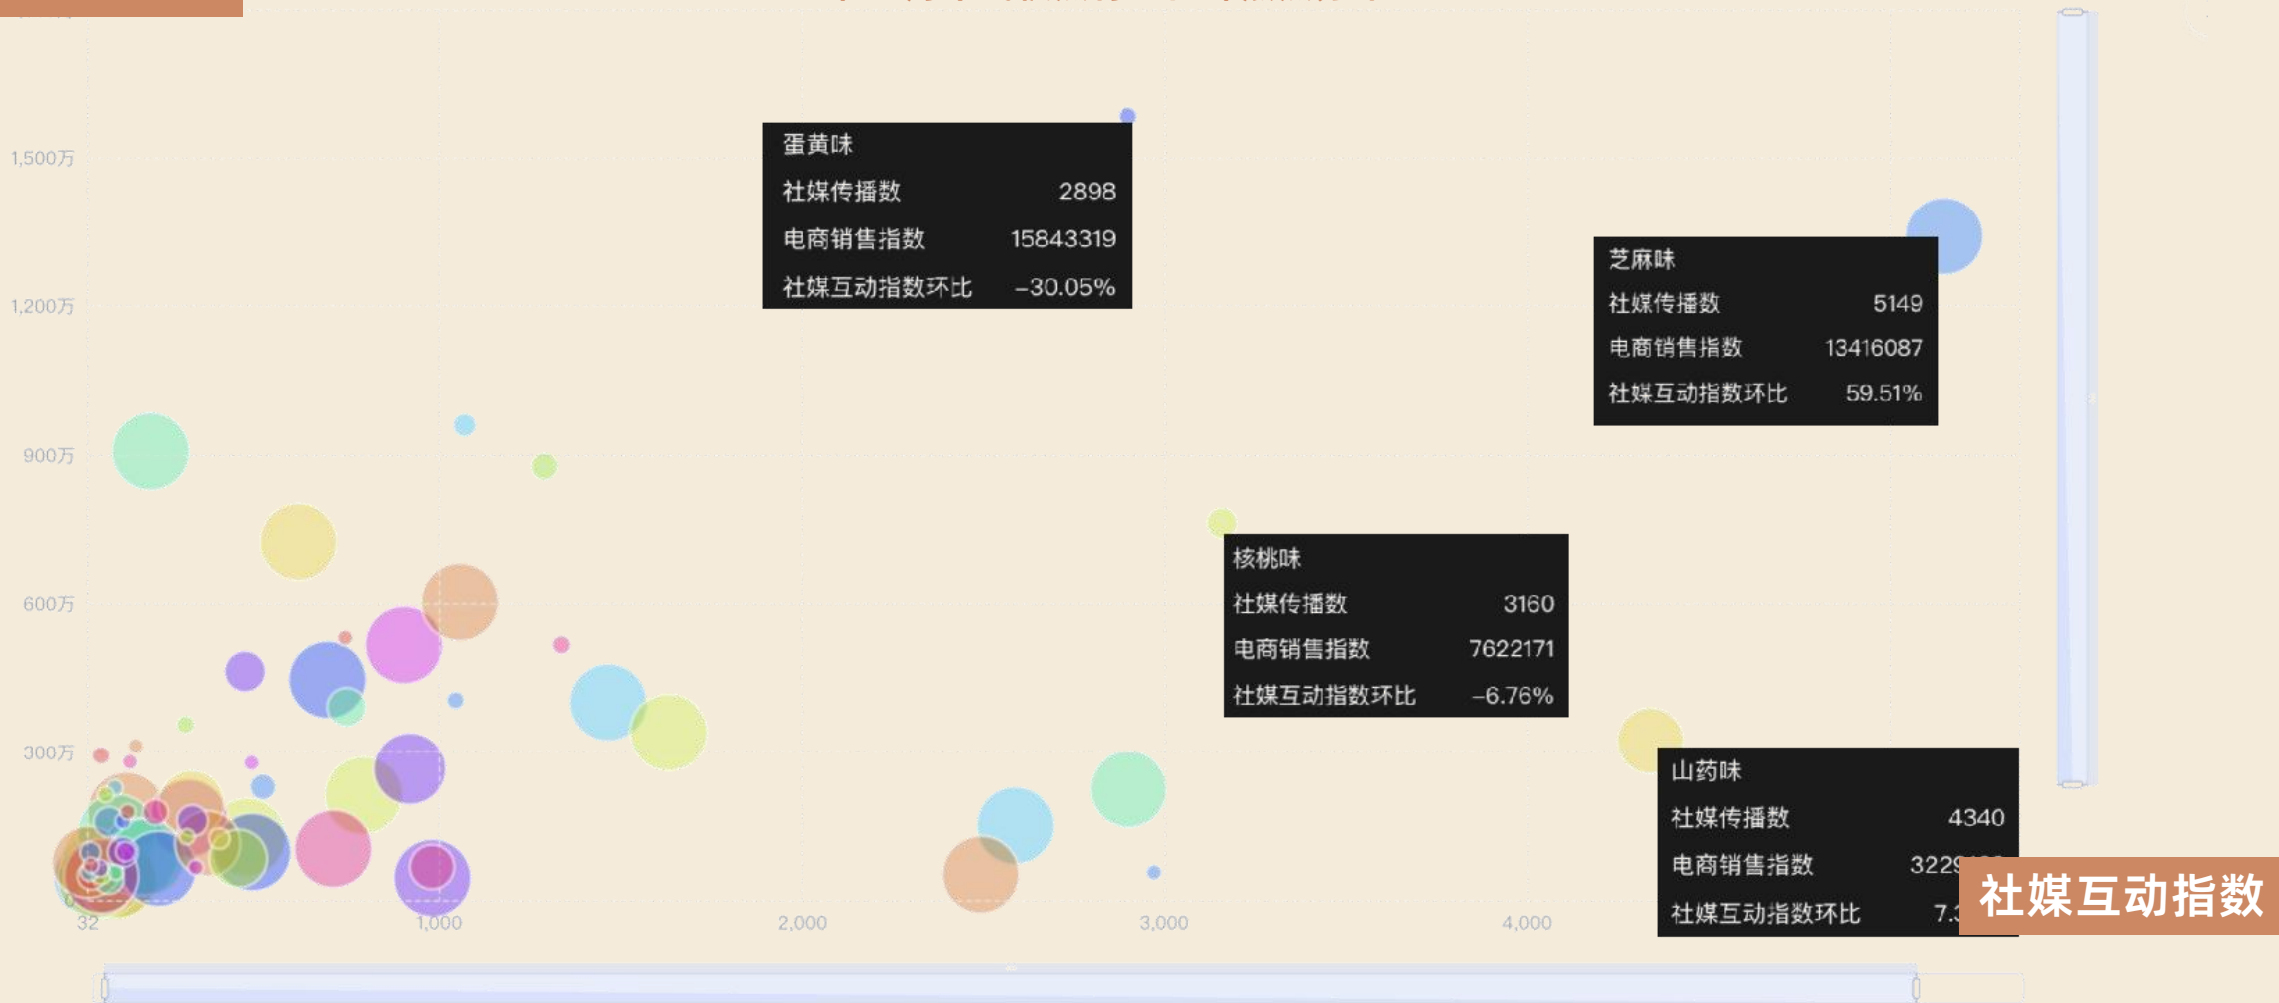 1,500万
1,200万
900万
600万
300万
0
32
1,000
2,000
3,000
4,000
蛋黄味
社媒传播数 2898
电商销售指数 15843319
社媒互动指数环比 -30.05%
芝麻味
社媒传播数 5149
电商销售指数 13416087
社媒互动指数环比 59.51%
核桃味
社媒传播数 3160
电商销售指数 7622171
社媒互动指数环比 -6.76%
山药味
社媒传播数 4340
电商销售指数
社媒互动指数环比
社媒互动指数